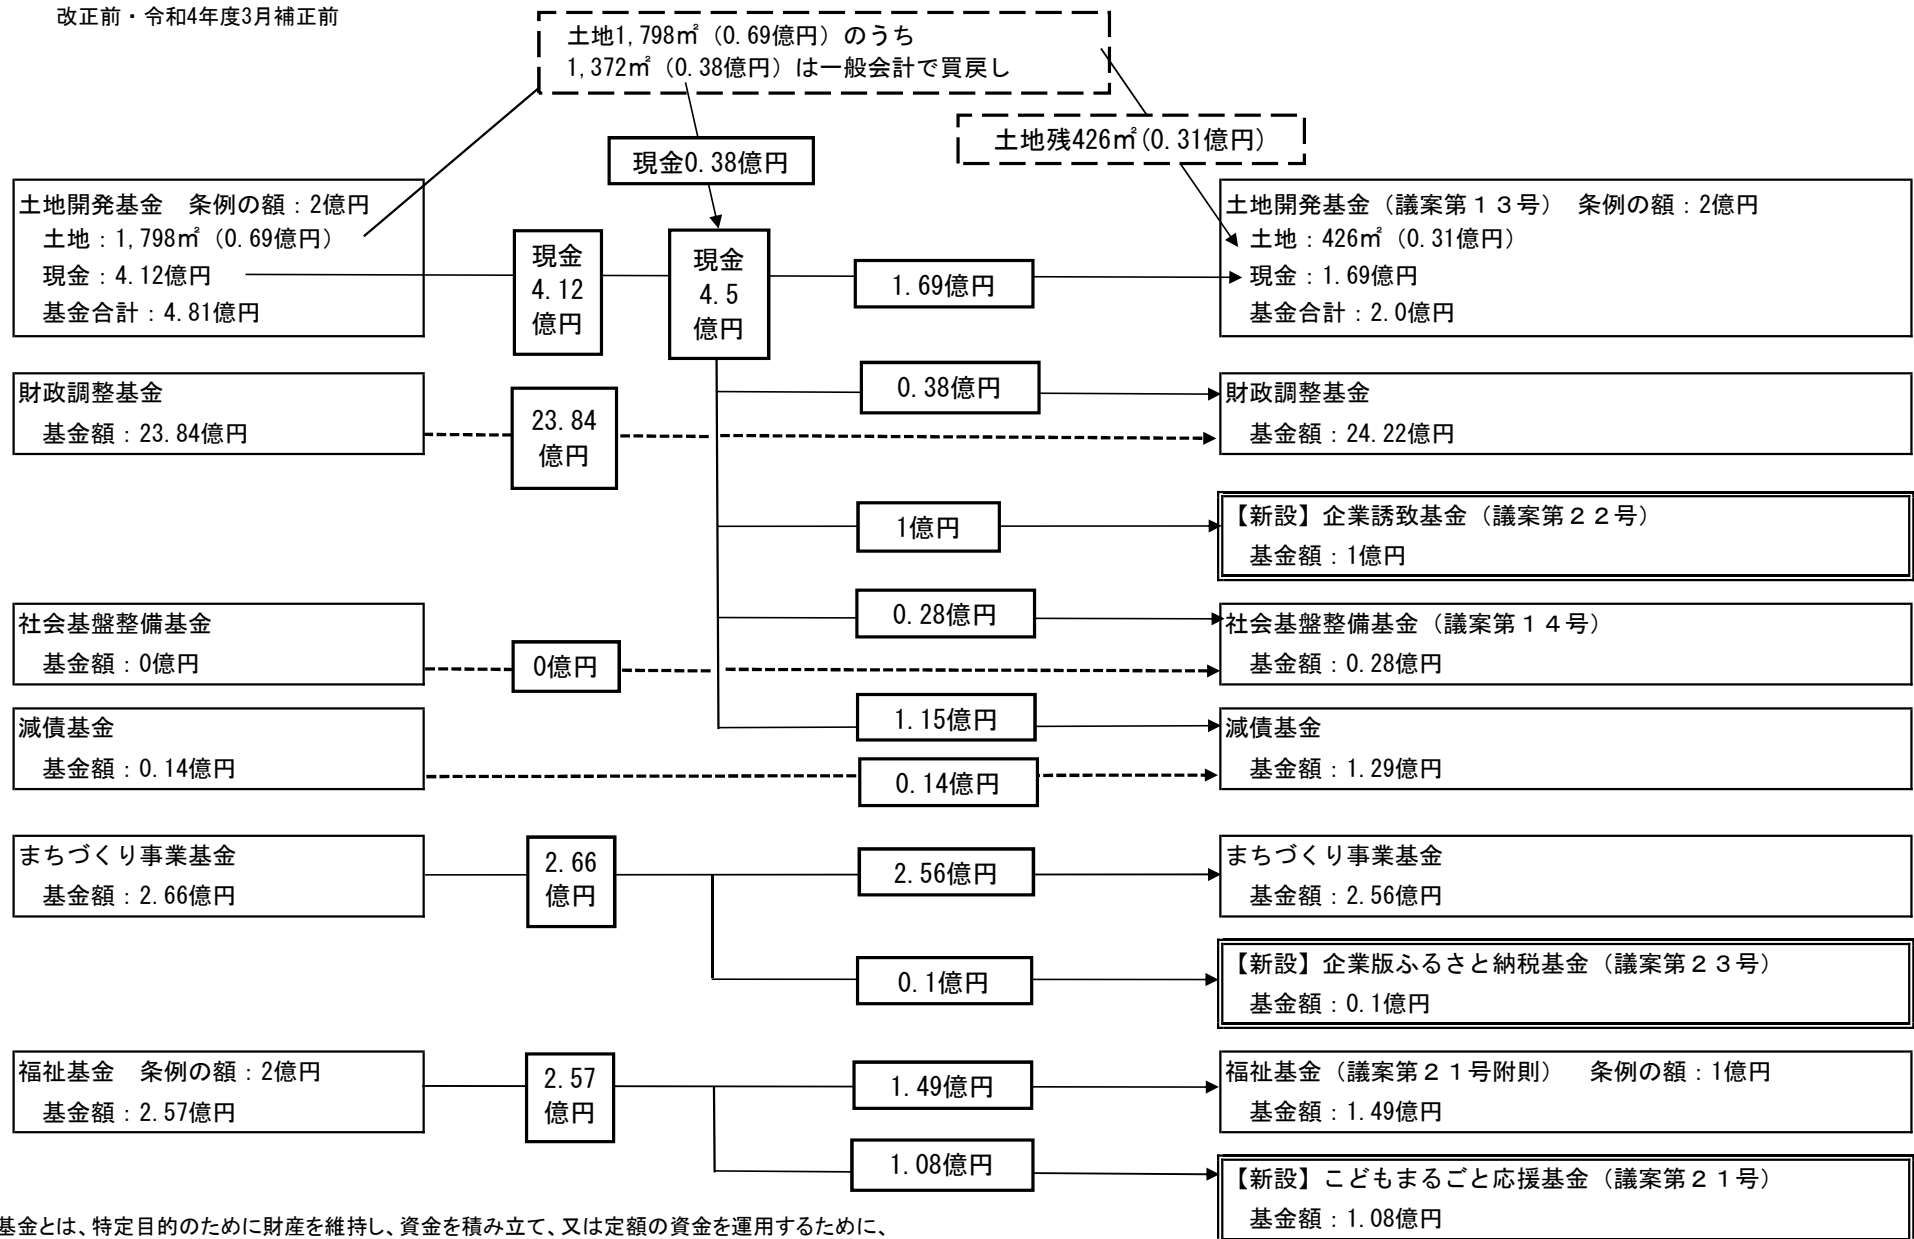 改正前・令和4年度3月補正前
土地1,798㎡（0.69億円）のうち
1,372㎡（0.38億円）は一般会計で買戻し
土地残426㎡(0.31億円)
現金0.38億円
土地開発基金　条例の額：2億円
土地：1,798㎡（0.69億円）
現金：4.12億円
基金合計：4.81億円
現金
4.12
億円
現金
4.5
億円
1.69億円
土地開発基金（議案第１３号）　条例の額：2億円
土地：426㎡（0.31億円）
現金：1.69億円
基金合計：2.0億円
財政調整基金
基金額：23.84億円
23.84
億円
0.38億円
財政調整基金
基金額：24.22億円
1億円
【新設】企業誘致基金（議案第２２号）
基金額：1億円
社会基盤整備基金
基金額：0億円
0億円
0.28億円
社会基盤整備基金（議案第１４号）
基金額：0.28億円
減債基金
基金額：0.14億円
1.15億円
0.14億円
減債基金
基金額：1.29億円
まちづくり事業基金
基金額：2.66億円
2.66
億円
2.56億円
まちづくり事業基金
基金額：2.56億円
0.1億円
【新設】企業版ふるさと納税基金（議案第２３号）
基金額：0.1億円
福祉基金　条例の額：2億円
基金額：2.57億円
2.57
億円
1.49億円
福祉基金（議案第２１号附則）　条例の額：1億円
基金額：1.49億円
1.08億円
【新設】こどもまるごと応援基金（議案第２１号）
基金額：1.08億円
基金とは、特定目的のために財産を維持し、資金を積み立て、又は定額の資金を運用するために、